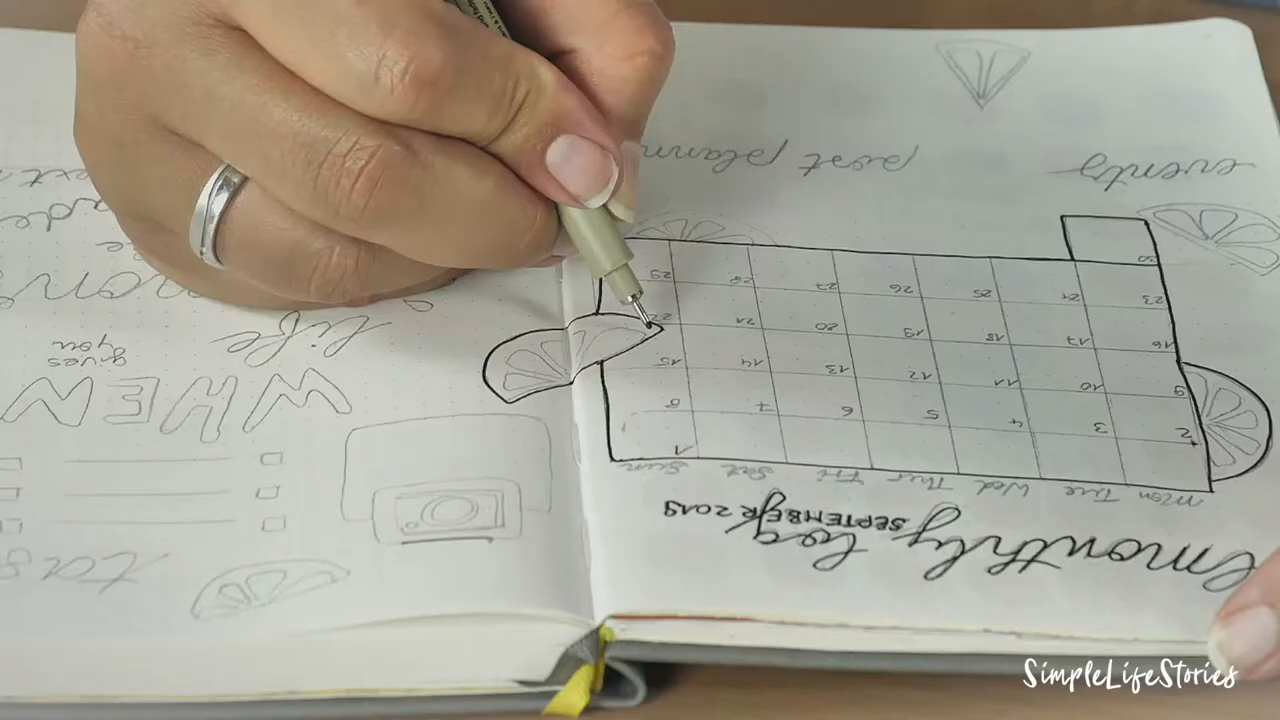 monthly log
SEPTEMBER 2019
Mon Tue Wed Thur Fri Sat Sun
1
2 3 4 5 6 7 8
9 10 11 12 13 14 15
16 17 18 19 20 21 22
23 24 25 26 27 28 29
30
events post plann
WHEN
life gives you
SimpleLifeStories